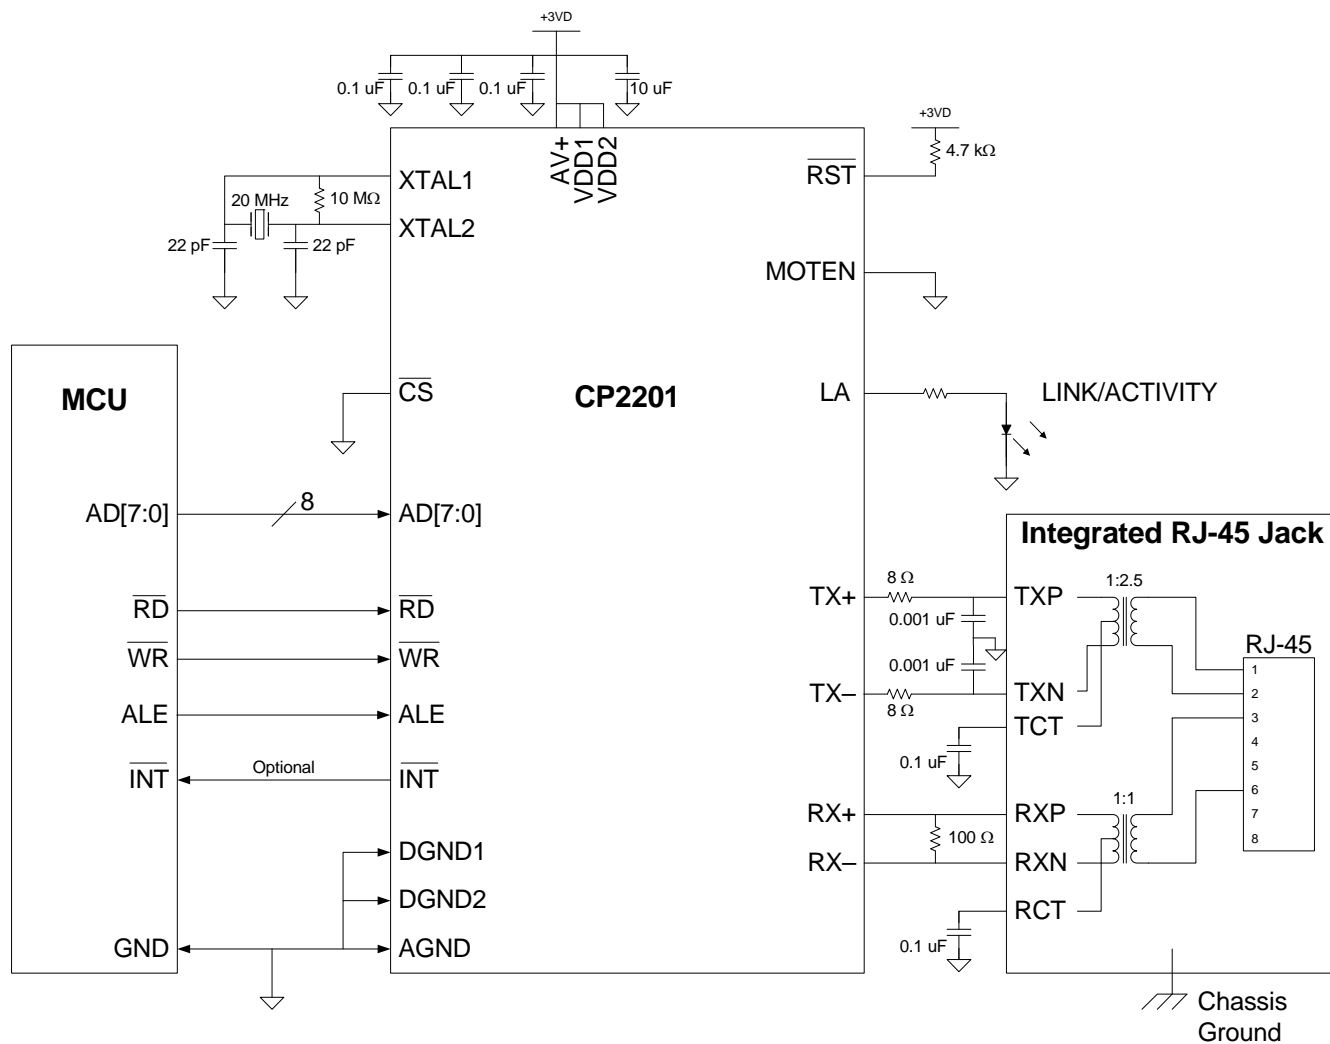 +3VD
0.1 uF
0.1 uF
0.1 uF
10 uF
AV+
VDD1
VDD2
+3VD
4.7 kΩ
RST
XTAL1
20 MHz
10 MΩ
XTAL2
22 pF
22 pF
MOTEN
MCU
CS
CP2201
LA
LINK/ACTIVITY
AD[7:0]
8
AD[7:0]
Integrated RJ-45 Jack
RD
RD
TX+
8 Ω
TXP
1:2.5
0.001 uF
WR
WR
0.001 uF
RJ-45
TX–
8 Ω
TXN
ALE
ALE
TCT
0.1 uF
INT
Optional
INT
1
2
3
4
5
6
7
8
RX+
RXP
1:1
100 Ω
DGND1
RX–
RXN
DGND2
RCT
GND
AGND
0.1 uF
Chassis
Ground